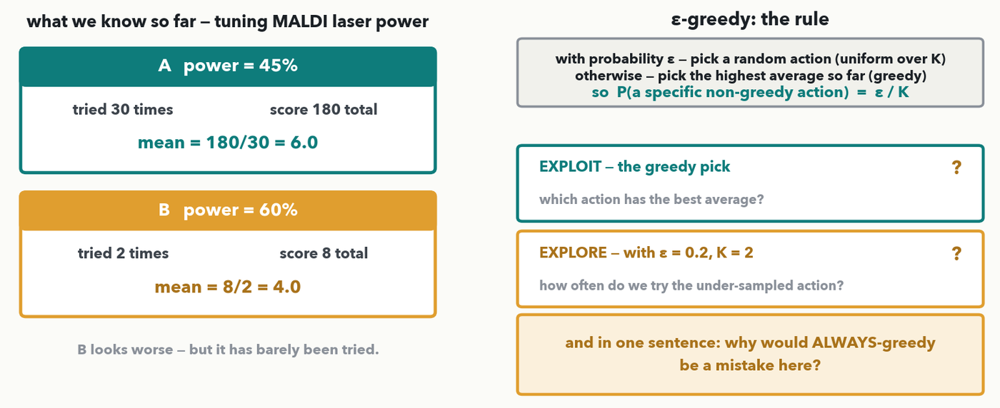 what we know so far — tuning MALDI laser power
A power = 45%
tried 30 times score 180 total
mean = 180/30 = 6.0
B power = 60%
tried 2 times score 8 total
mean = 8/2 = 4.0
B looks worse — but it has barely been tried.
ε-greedy: the rule
with probability ε — pick a random action (uniform over K)
otherwise — pick the highest average so far (greedy)
so P(a specific non-greedy action) = ε / K
EXPLOIT — the greedy pick ?
which action has the best average?
EXPLORE — with ε = 0.2, K = 2 ?
how often do we try the under-sampled action?
and in one sentence: why would ALWAYS-greedy
be a mistake here?